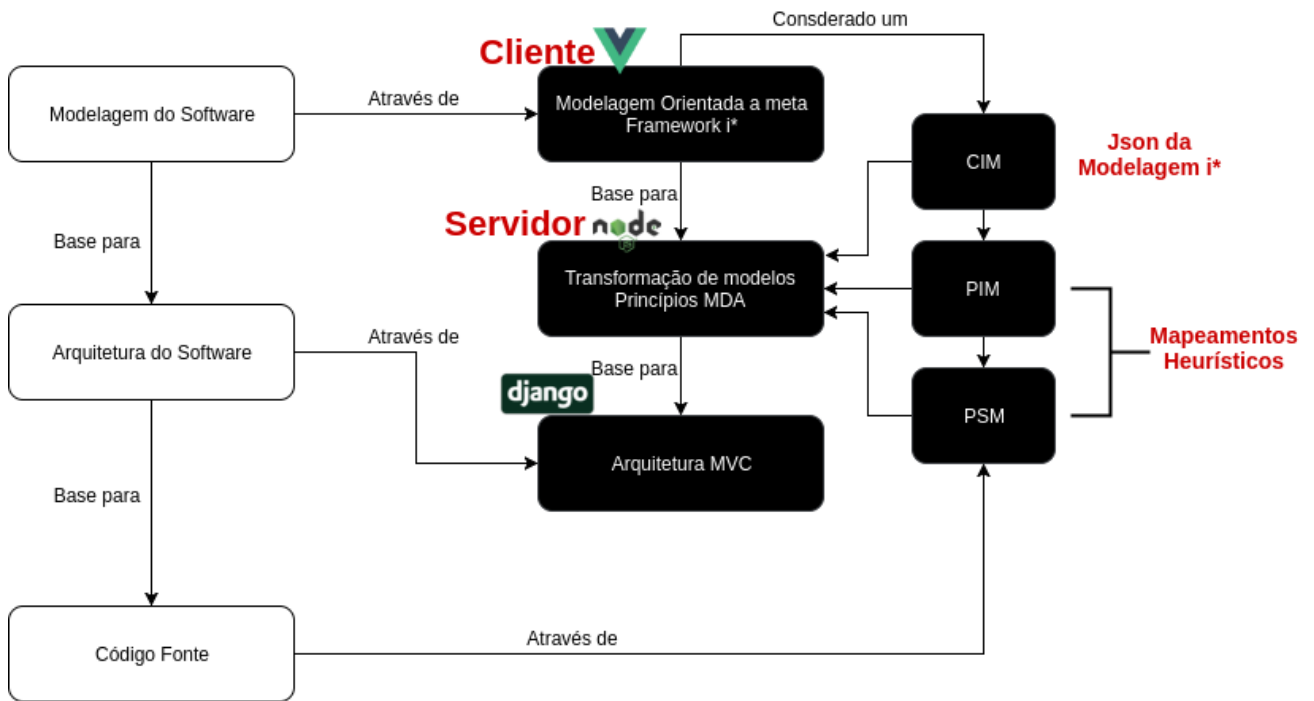 Consderado um
Cliente
Modelagem do Software
Através de
Modelagem Orientada a meta
Framework i*
CIM
Json da
Modelagem i*
Base para
Servidor node
Base para
Transformação de modelos
Princípios MDA
PIM
Arquitetura do Software
Através de
Mapeamentos
Heurísticos
Base para
django
PSM
Arquitetura MVC
Base para
Código Fonte
Através de